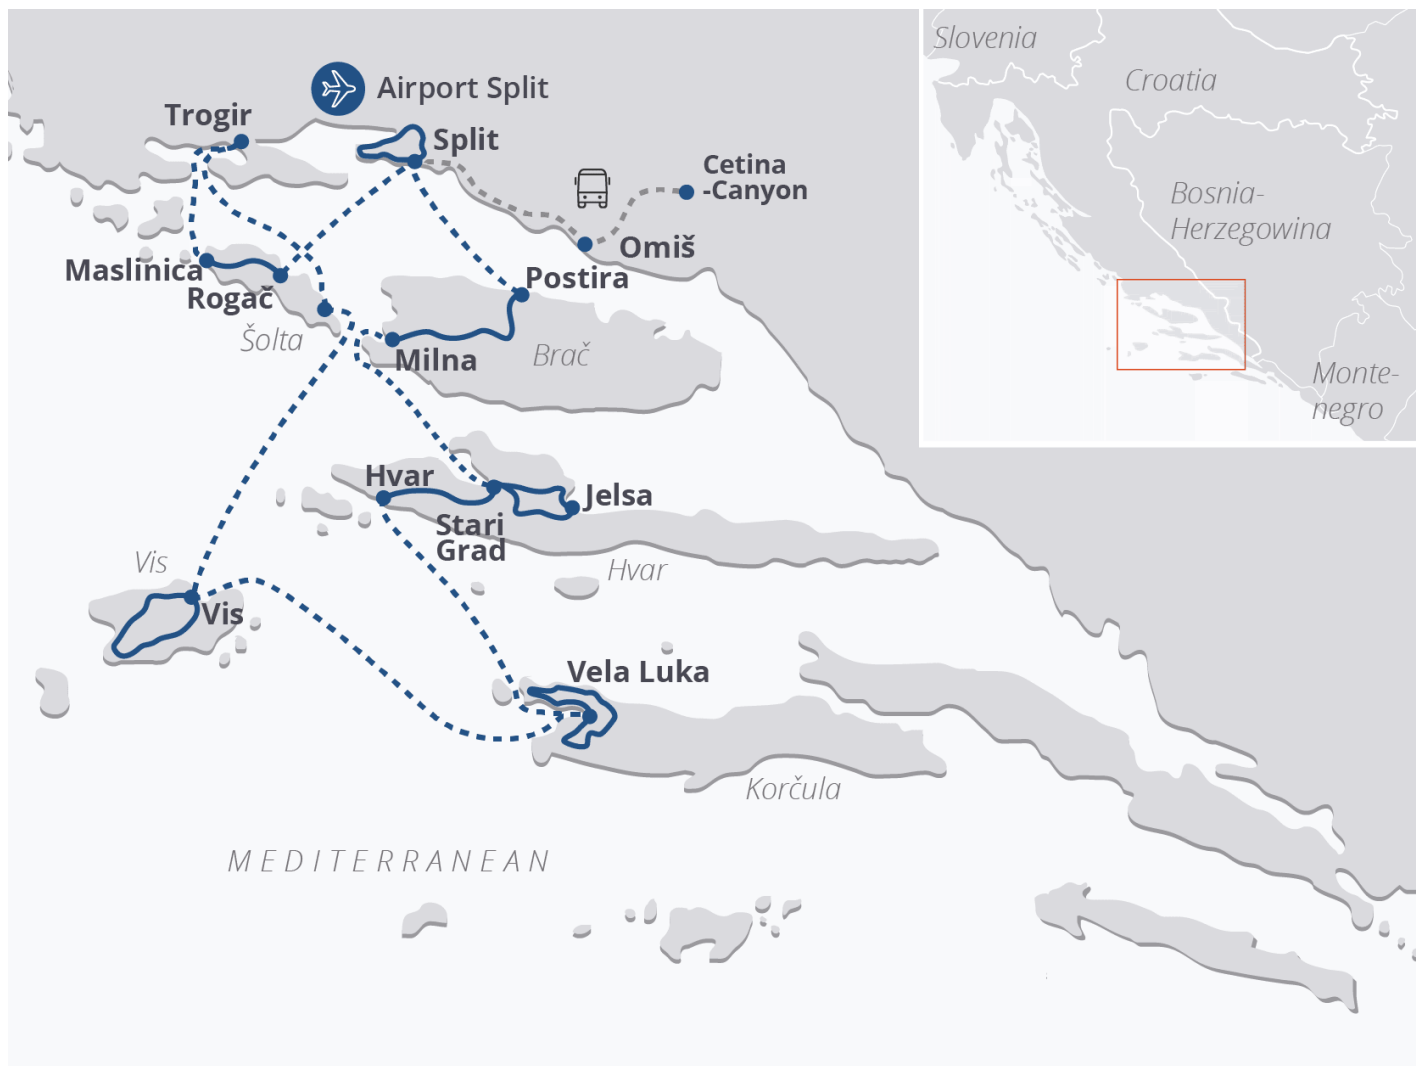 Slovenia
Croatia
Bosnia-
Herzegowina
Monte-
negro
Airport Split
Trogir
Split
Cetina
-Canyon
Omiš
Maslinica
Rogač
Postira
Šolta
Milna
Brač
Hvar
Jelsa
Stari
Grad
Hvar
Vis
Vis
Vela Luka
Korčula
MEDITERRANEAN